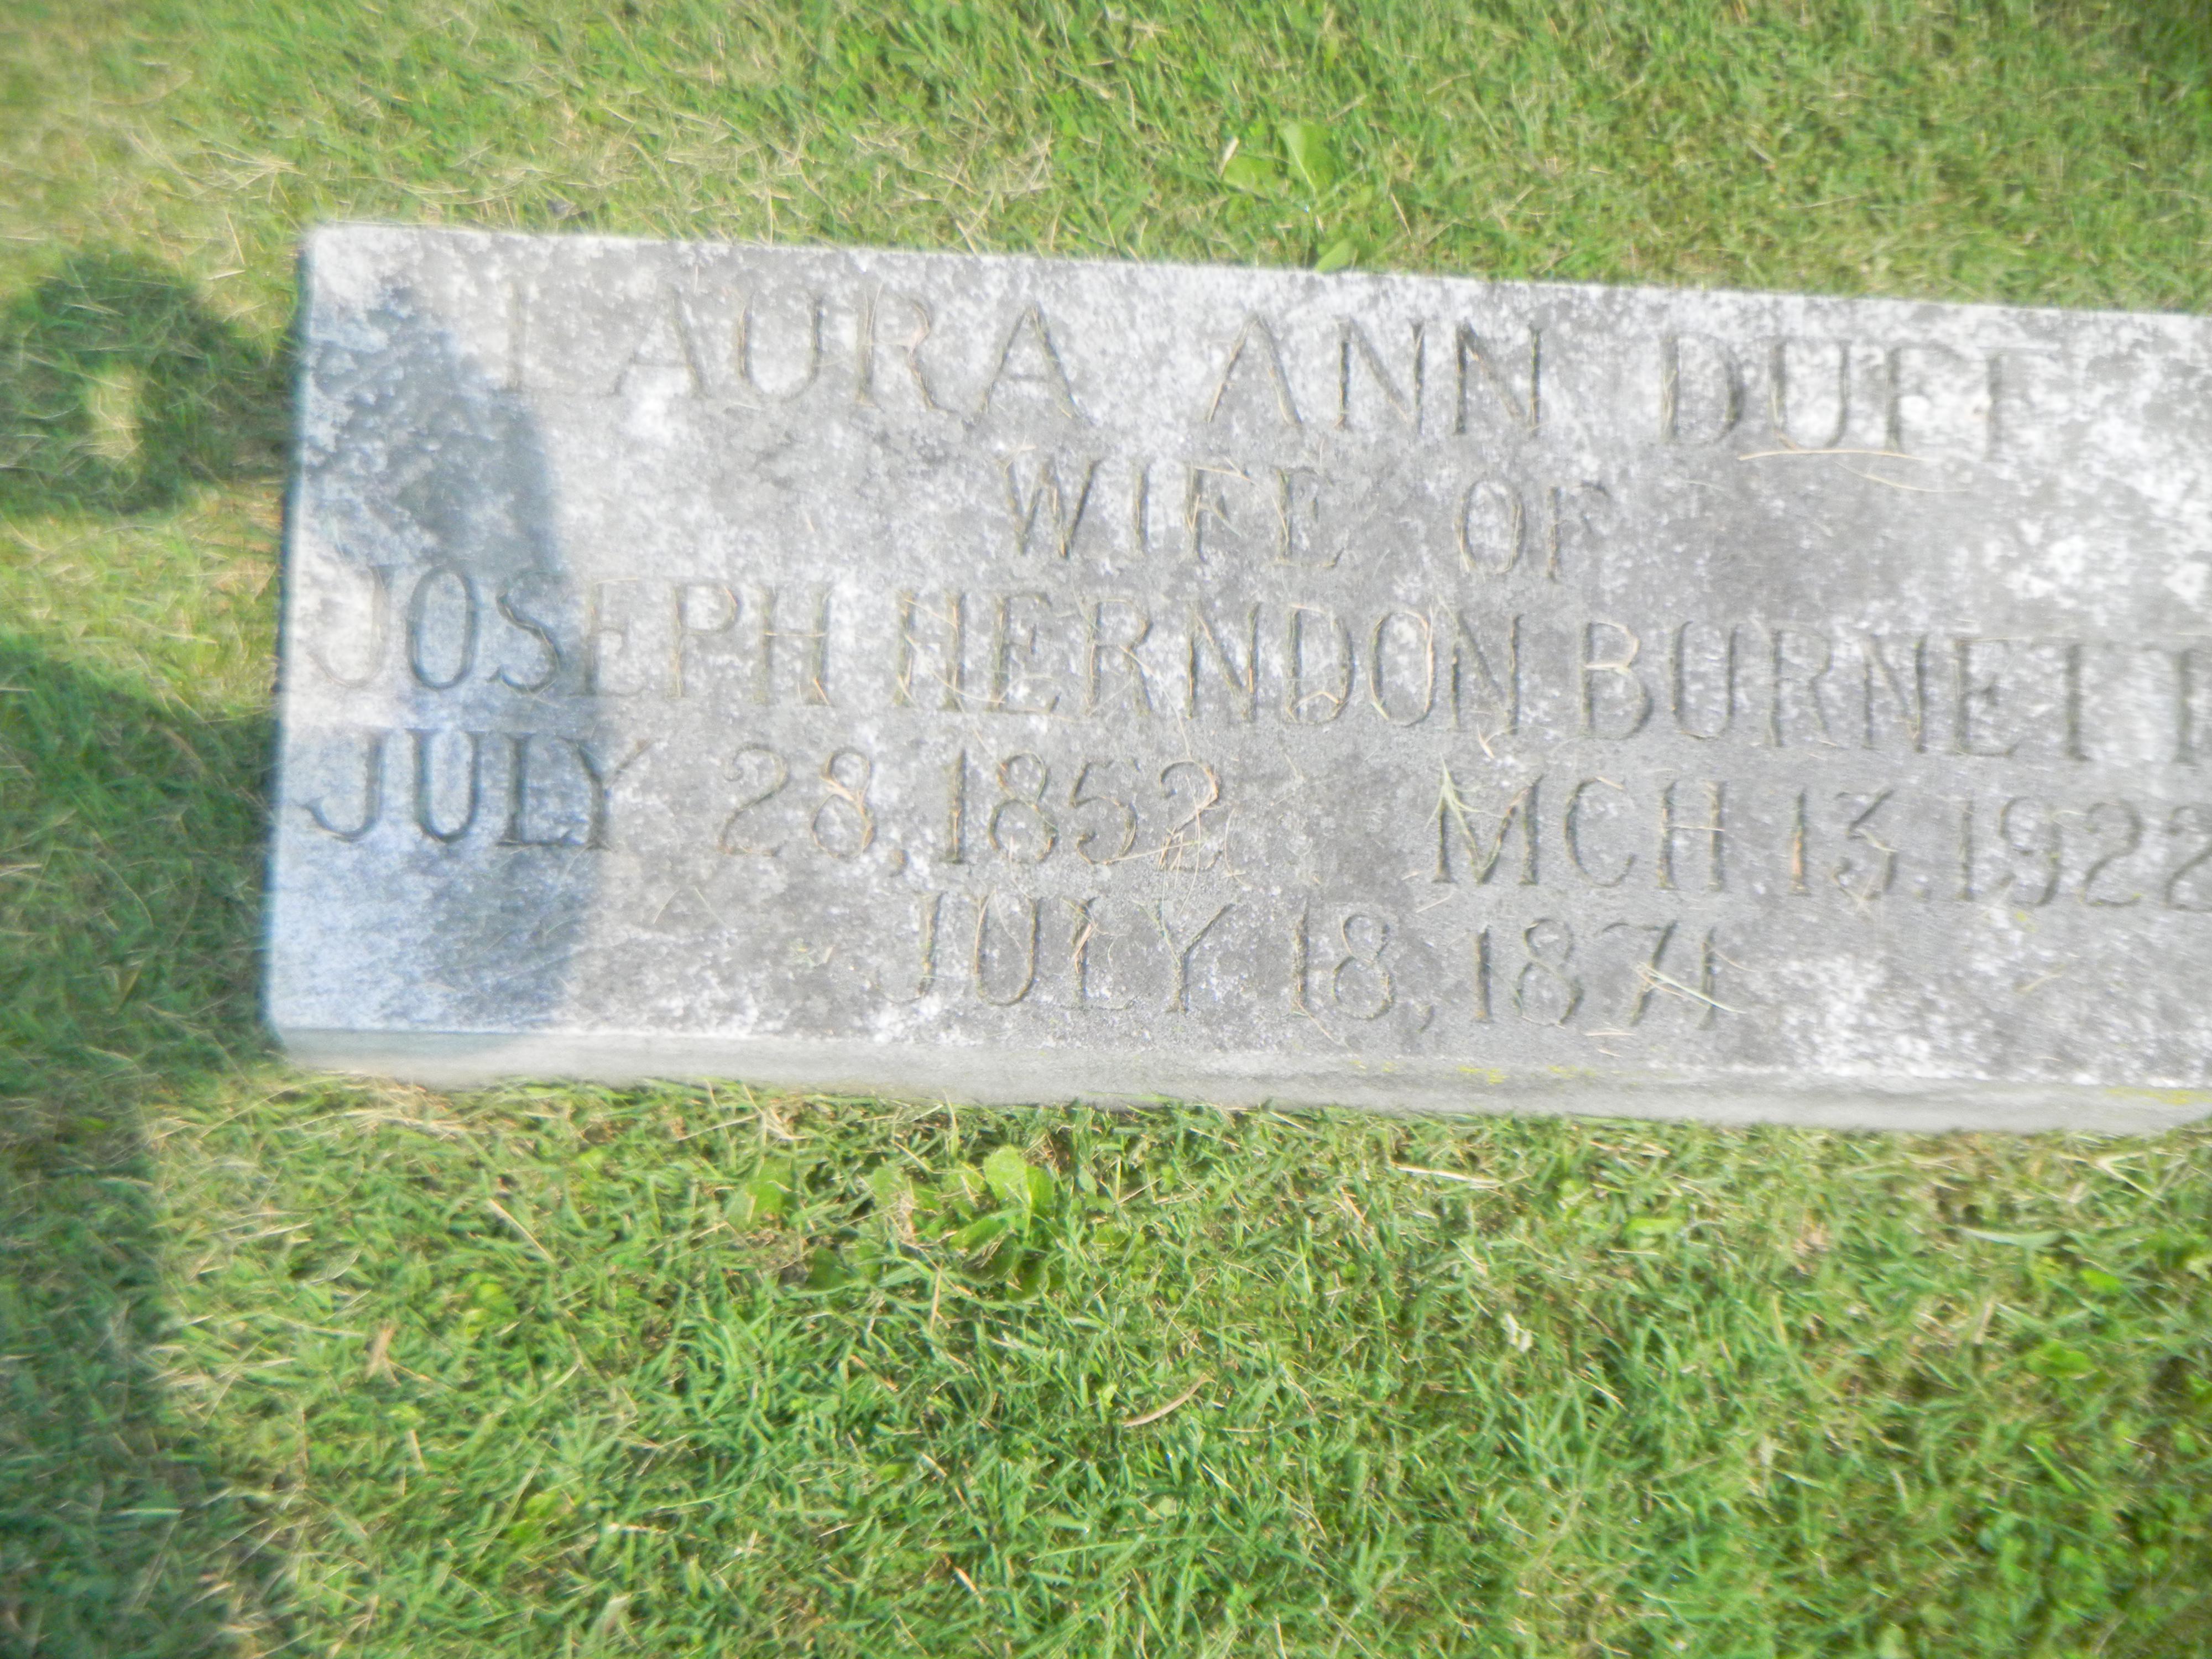 LAURA ANN DUFF
WIFE OF
JOSEPH HERNDON BURNETT
JULY 28, 1852 MCH 13, 1922
JULY 18, 1871